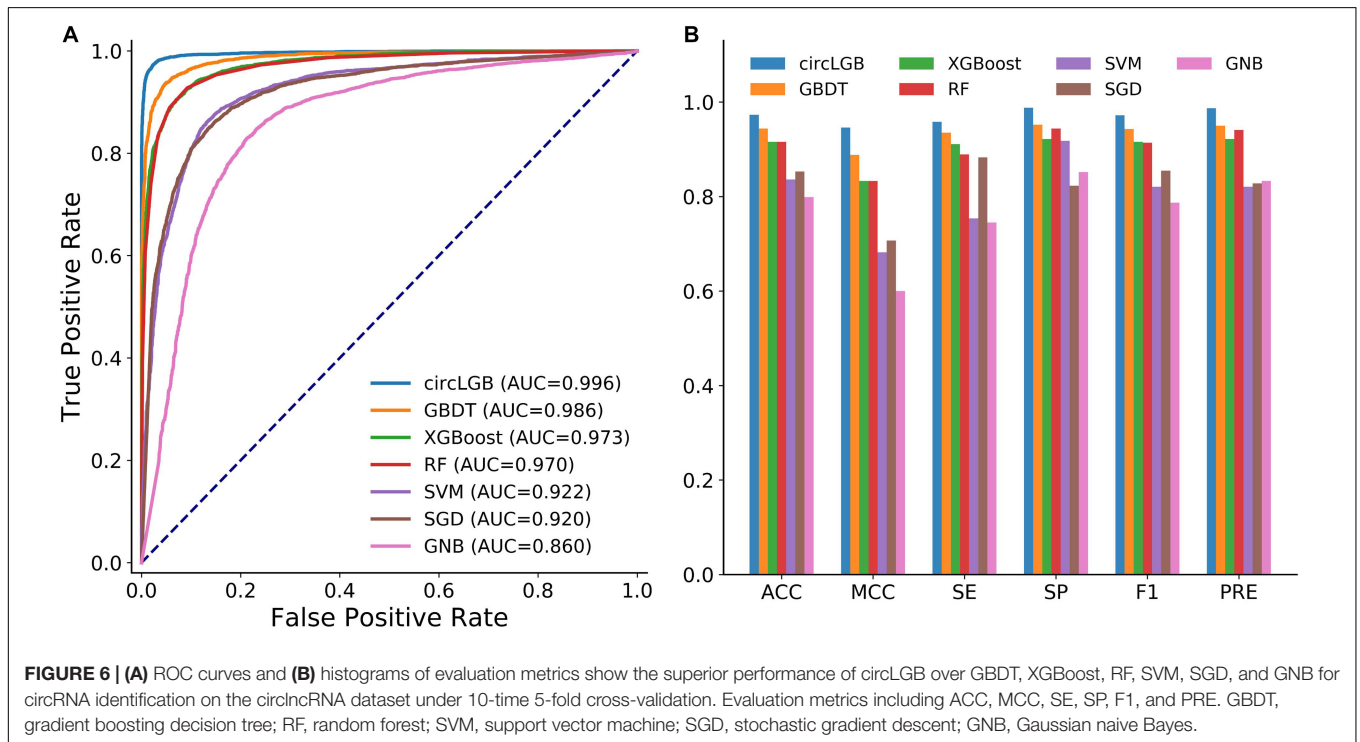 A
1.0
0.8
0.6
0.4
0.2
0.0
True Positive Rate
circLGB (AUC=0.996)
GBDT (AUC=0.986)
XGBoost (AUC=0.973)
RF (AUC=0.970)
SVM (AUC=0.922)
SGD (AUC=0.920)
GNB (AUC=0.860)
0.0 0.2 0.4 0.6 0.8 1.0
False Positive Rate
B
circLGB XGBoost SVM GNB
GBDT RF SGD
1.0
0.8
0.6
0.4
0.2
0.0
ACC MCC SE SP F1 PRE
FIGURE 6 | (A) ROC curves and (B) histograms of evaluation metrics show the superior performance of circLGB over GBDT, XGBoost, RF, SVM, SGD, and GNB for
circRNA identification on the circlncRNA dataset under 10-time 5-fold cross-validation. Evaluation metrics including ACC, MCC, SE, SP, F1, and PRE. GBDT,
gradient boosting decision tree; RF, random forest; SVM, support vector machine; SGD, stochastic gradient descent; GNB, Gaussian naive Bayes.